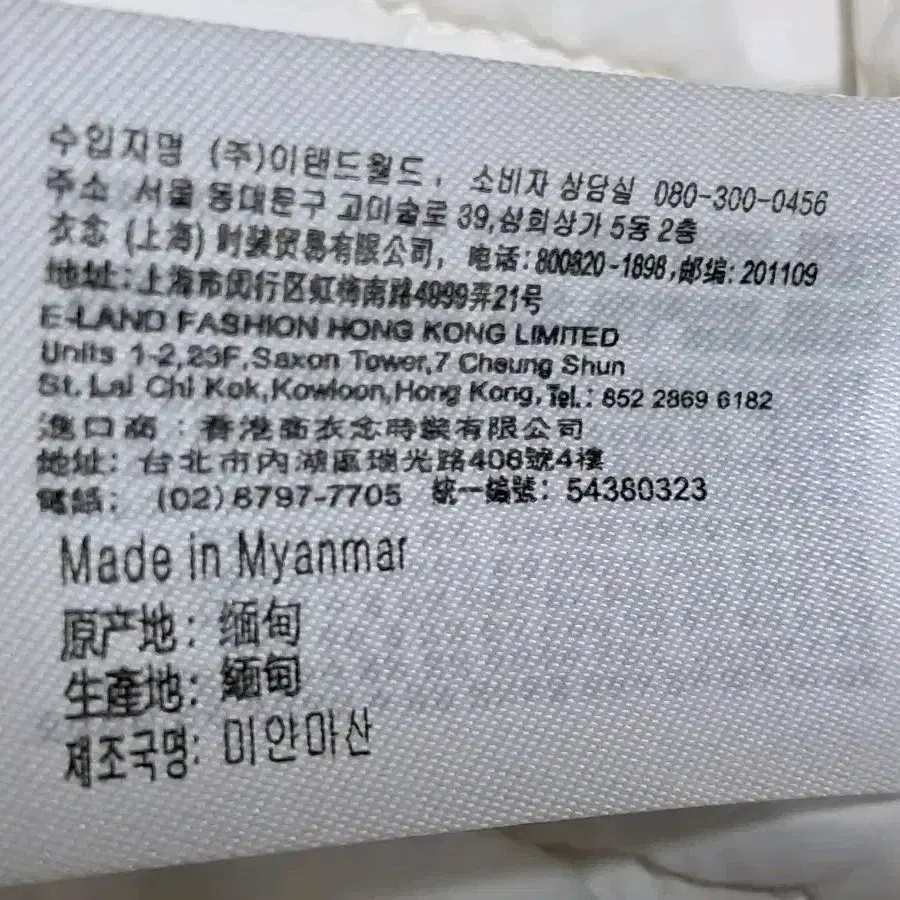 수입자명 (주)이랜드월드, 소비자 상담실 080-300-0456
주소 서울 동대문구 고미술로 39,삼희상가 5동 2층
衣念 (上海) 时装贸易有限公司, 电话:800820-1898,邮编:201109
地址:上海市闵行区虹梅南路4999弄21号
E-LAND FASHION HONG KONG LIMITED
Units 1-2,23F,Saxon Tower,7 Cheung Shun
St.Lai Chi Kok,Kowloon,Hong Kong,Tel.: 852 2869 6182
進口商 : 香港商衣念時裝有限公司
地址: 台北市內湖區瑞光路408號4樓
電話: (02)8797-7705 統一編號: 54380323
Made in Myanmar
原产地: 缅甸
生產地: 緬甸
제조국명: 미얀마산